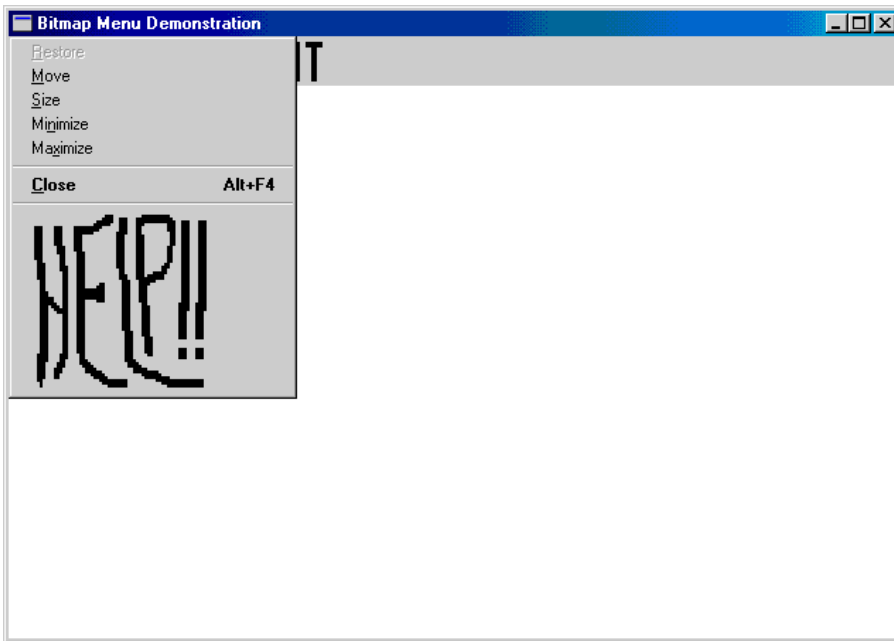 Bitmap Menu Demonstration
Restore
Move
Size
Minimize
Maximize
Close Alt+F4
HELP!!